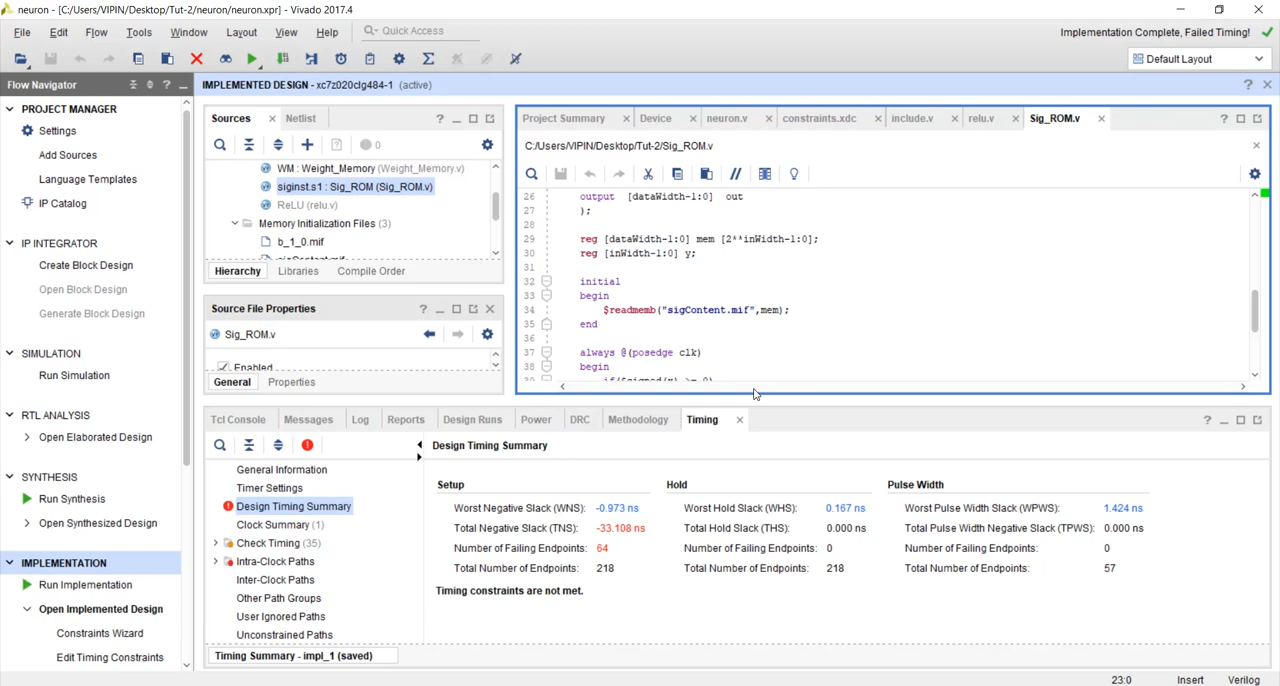 neuron - [C:/Users/VIPIN/Desktop/Tut-2/neuron/neuron.xpr] - Vivado 2017.4
File Edit Flow Tools Window Layout View Help Quick Access
Implementation Complete, Failed Timing!
Default Layout
Flow Navigator
PROJECT MANAGER
Settings
Add Sources
Language Templates
IP Catalog
IP INTEGRATOR
Create Block Design
Open Block Design
Generate Block Design
SIMULATION
Run Simulation
RTL ANALYSIS
Open Elaborated Design
SYNTHESIS
Run Synthesis
Open Synthesized Design
IMPLEMENTATION
Run Implementation
Open Implemented Design
Constraints Wizard
Edit Timing Constraints
IMPLEMENTED DESIGN - xc7z020clg484-1 (active)
Sources Netlist
0
WM : Weight_Memory (Weight_Memory.v)
siginst.s1 : Sig_ROM (Sig_ROM.v)
ReLU (relu.v)
Memory Initialization Files (3)
b_1_0.mif
sigContent.mif
Hierarchy Libraries Compile Order
Source File Properties
Sig_ROM.v
Enabled
General Properties
Project Summary Device neuron.v constraints.xdc include.v relu.v Sig_ROM.v
C:/Users/VIPIN/Desktop/Tut-2/Sig_ROM.v
26 output [dataWidth-1:0] out
27 );
28
29 reg [dataWidth-1:0] mem [2**inWidth-1:0];
30 reg [inWidth-1:0] y;
31
32 initial
33 begin
34 $readmemb("sigContent.mif",mem);
35 end
36
37 always @(posedge clk)
38 begin
39 if($signed(x) >= 0)
Tcl Console Messages Log Reports Design Runs Power DRC Methodology Timing
General Information
Timer Settings
Design Timing Summary
Clock Summary (1)
Check Timing (35)
Intra-Clock Paths
Inter-Clock Paths
Other Path Groups
User Ignored Paths
Unconstrained Paths
Design Timing Summary
Setup
Worst Negative Slack (WNS): -0.973 ns
Total Negative Slack (TNS): -33.108 ns
Number of Failing Endpoints: 64
Total Number of Endpoints: 218
Hold
Worst Hold Slack (WHS): 0.167 ns
Total Hold Slack (THS): 0.000 ns
Number of Failing Endpoints: 0
Total Number of Endpoints: 218
Pulse Width
Worst Pulse Width Slack (WPWS): 1.424 ns
Total Pulse Width Negative Slack (TPWS): 0.000 ns
Number of Failing Endpoints: 0
Total Number of Endpoints: 57
Timing constraints are not met.
Timing Summary - impl_1 (saved)
23:0 Insert Verilog